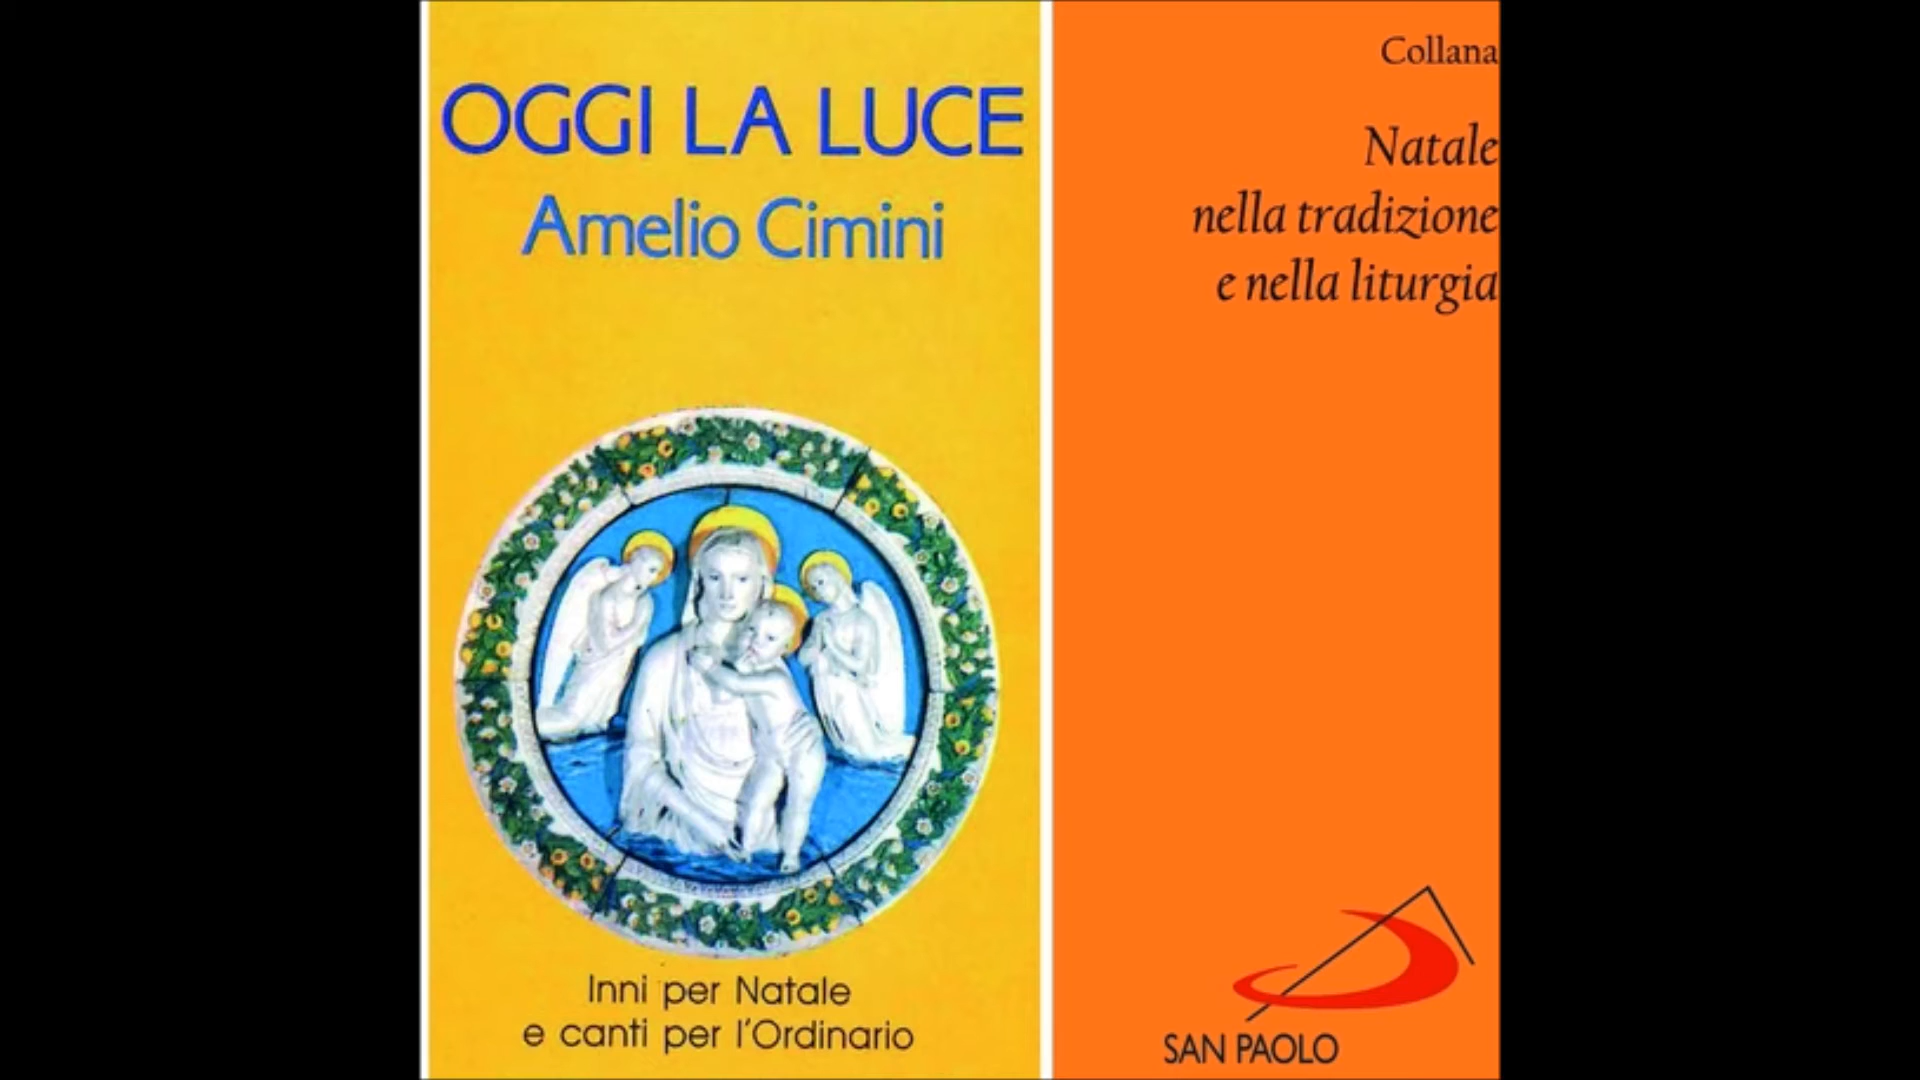 OGGI LA LUCE
Amelio Cimini
Inni per Natale
e canti per l'Ordinario
Collana
Natale
nella tradizione
e nella liturgia
SAN PAOLO